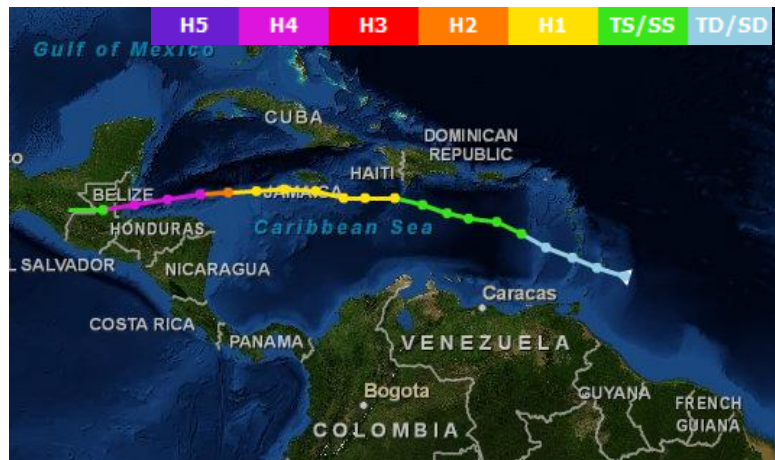 H5 H4 H3 H2 H1 TS/SS TD/SD
Gulf of Mexico
CUBA
DOMINICAN
REPUBLIC
co
HAITI
BELIZE
JAMAICA
HONDURAS
Caribbean Sea
L SALVADOR
NICARAGUA
Caracas
COSTA RICA
PANAMA
VENEZUELA
Bogota
GUYANA
FRENCH
GUIANA
COLOMBIA